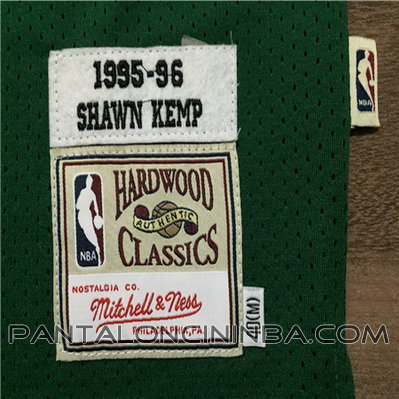 1995-96
SHAWN KEMP
NBA
NBA
HARDWOOD
AUTHENTIC
CLASSICS
NOSTALGIA CO.
Mitchell & Ness
PHILADELPHIA, PA
PANTALONCININBA.COM